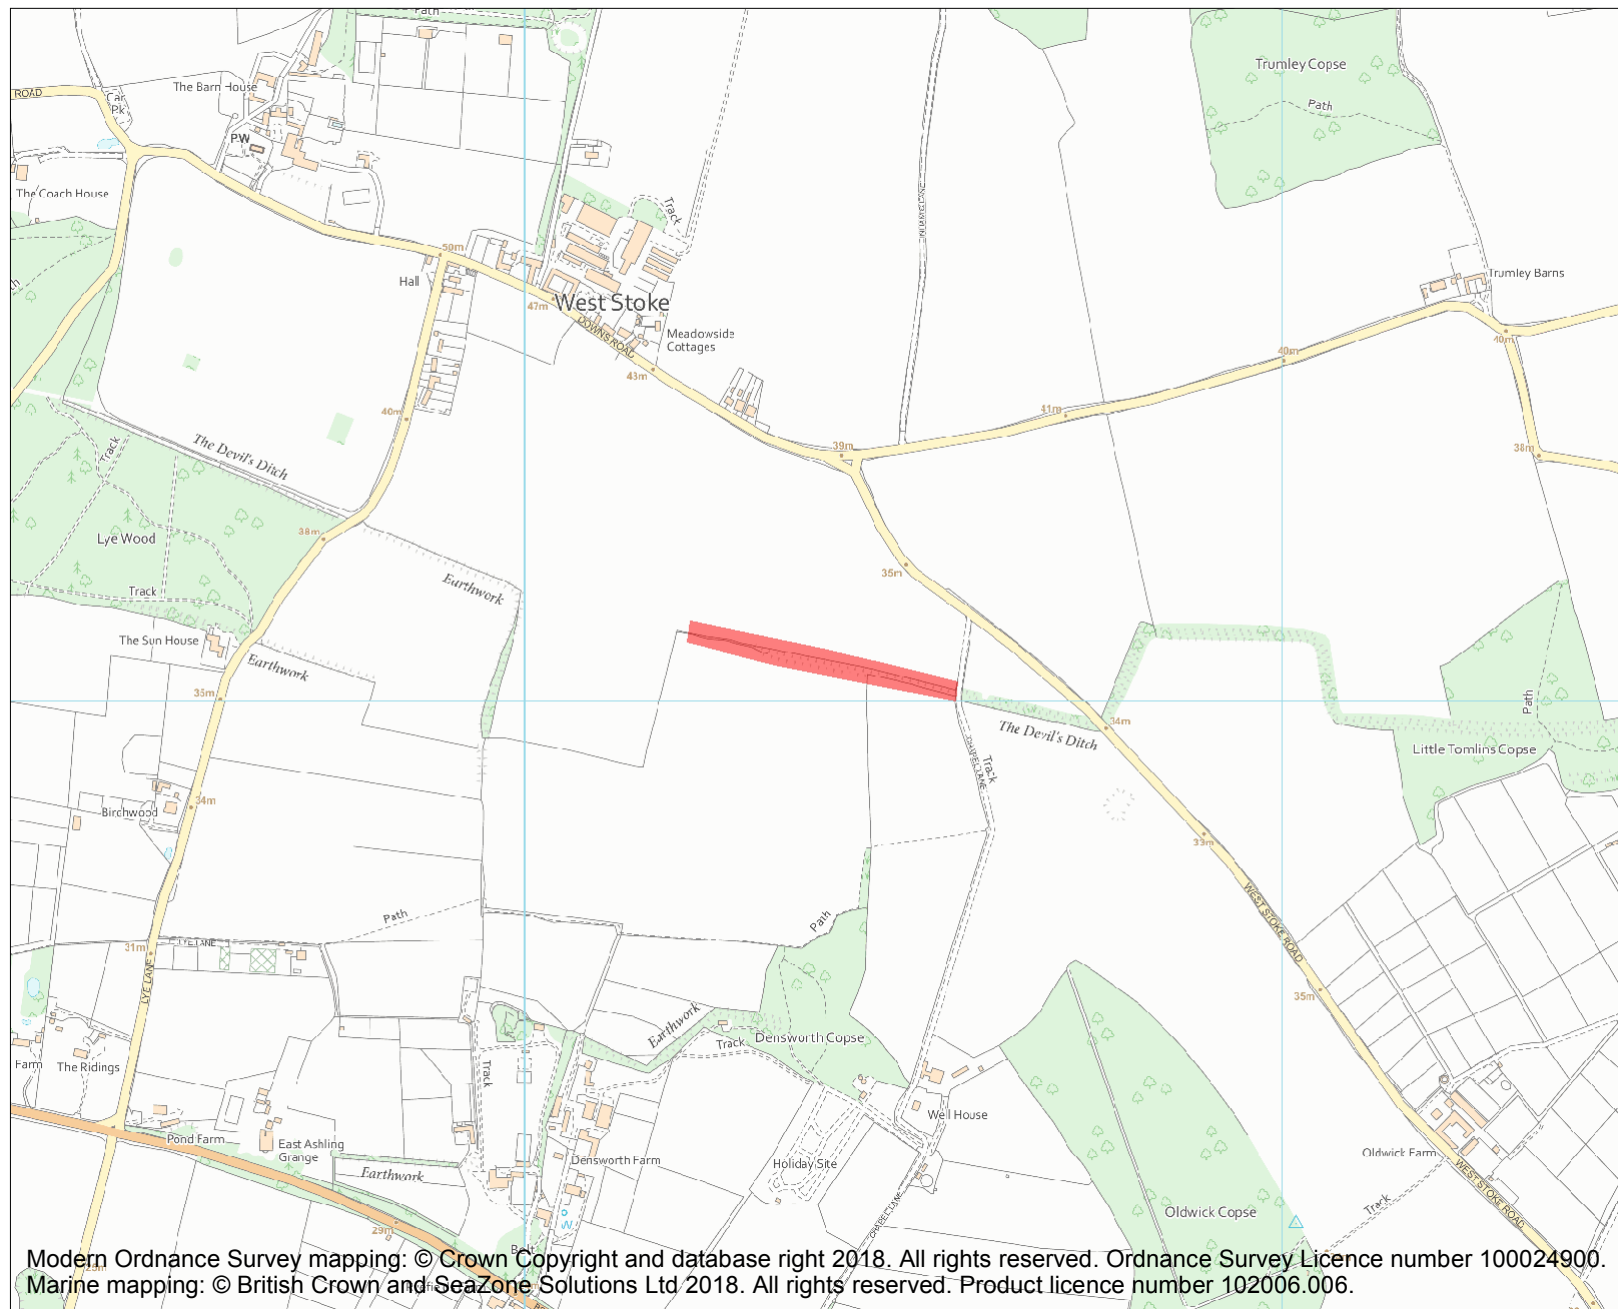 Path
Trumley Copse
The Barn House
ROAD
Car
Pk
Path
PW
The Coach House
Track
50m
Hall
Trumley Barns
47m
West Stoke
DOWNS ROAD
Meadowside
Cottages
40m
40m
43m
40m
41m
Track
The Devil's Ditch
39m
38m
38m
Lye Wood
35m
Earthwork
Track
The Sun House
Earthwork
35m
Path
34m
The Devil's Ditch
Track
CHAPEL LANE
Little Tomlins Copse
34m
Birchwood
33m
WEST STOKE ROAD
Path
Path
31m
LYE LANE
LYE LANE
35m
Earthwork
Densworth Copse
Track
Farm
The Ridings
Track
Well House
Pond Farm
East Ashling
Grange
Densworth Farm
Holiday Site
Oldwick Farm
Earthwork
WEST STOKE ROAD
CHAPEL LANE
Track
Oldwick Copse
29m
Modern Ordnance Survey mapping: © Crown Copyright and database right 2018. All rights reserved. Ordnance Survey Licence number 100024900.
Marine mapping: © British Crown and SeaZone Solutions Ltd 2018. All rights reserved. Product licence number 102006.006.